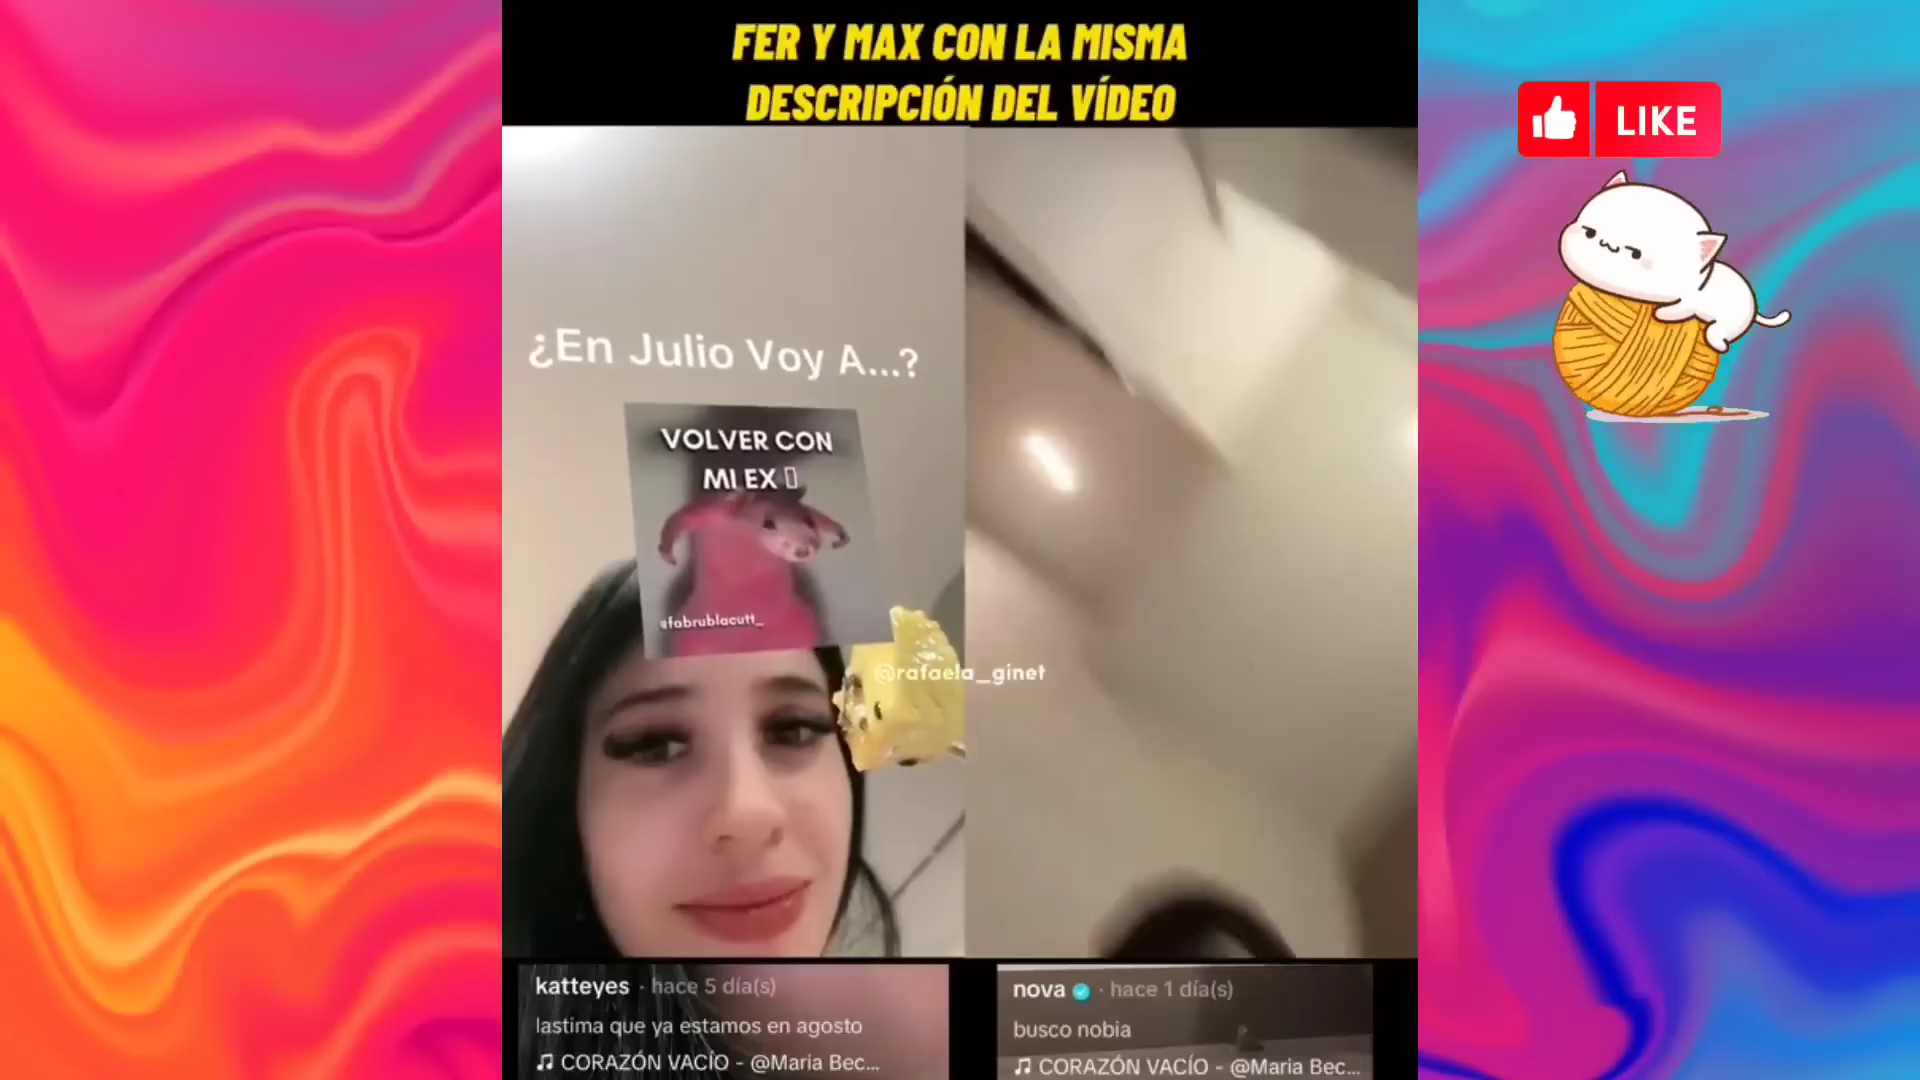 FER Y MAX CON LA MISMA
DESCRIPCIÓN DEL VÍDEO
LIKE
¿En Julio Voy A...?
VOLVER CON
MI EX
@fabrublacutt_
@rafaela_ginet
katteyes · hace 5 día(s)
lastima que ya estamos en agosto
CORAZÓN VACÍO - @Maria Bec...
nova · hace 1 día(s)
busco nobia
CORAZÓN VACÍO - @Maria Bec...